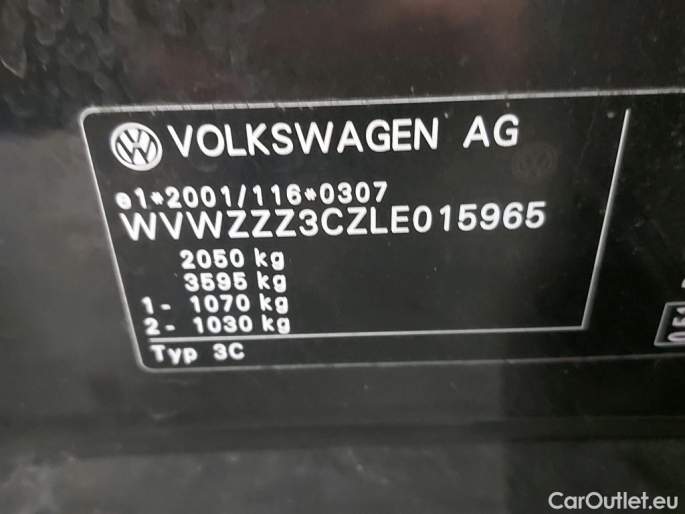 VOLKSWAGEN AG
e1*2001/116*0307
WVWZZZ3CZLE015965
2050 kg
3595 kg
1- 1070 kg
2- 1030 kg
Typ 3C
CarOutlet.eu